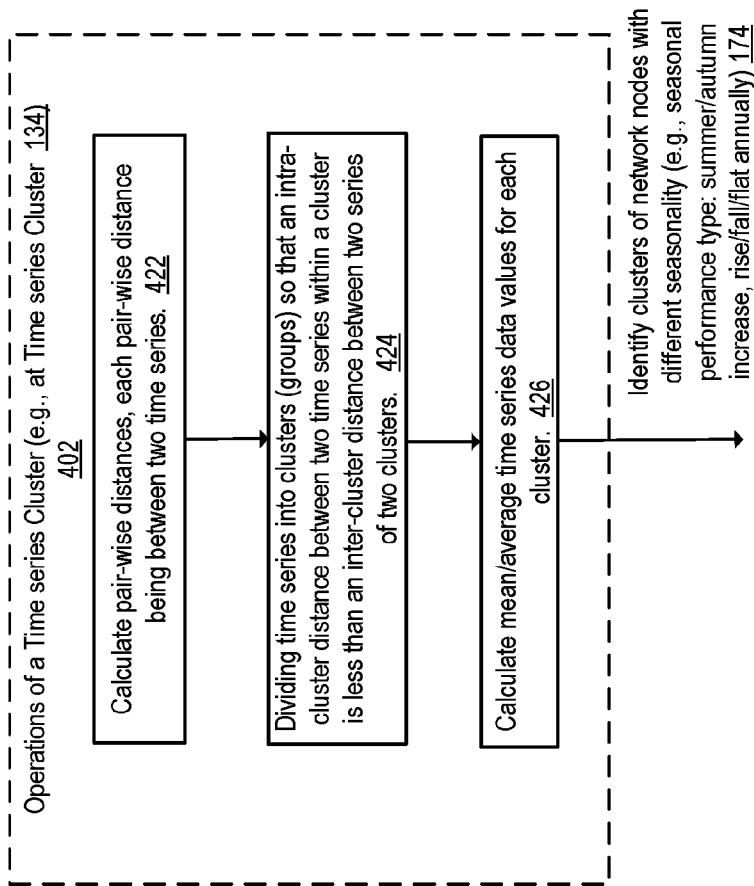 Operations of a Time series Cluster (e.g., at Time series Cluster 134)
402
Calculate pair-wise distances, each pair-wise distance
being between two time series. 422
Dividing time series into clusters (groups) so that an intra-
cluster distance between two time series within a cluster
is less than an inter-cluster distance between two series
of two clusters. 424
Calculate mean/average time series data values for each
cluster. 426
Identify clusters of network nodes with
different seasonality (e.g., seasonal
performance type: summer/autumn
increase, rise/fall/flat annually) 174